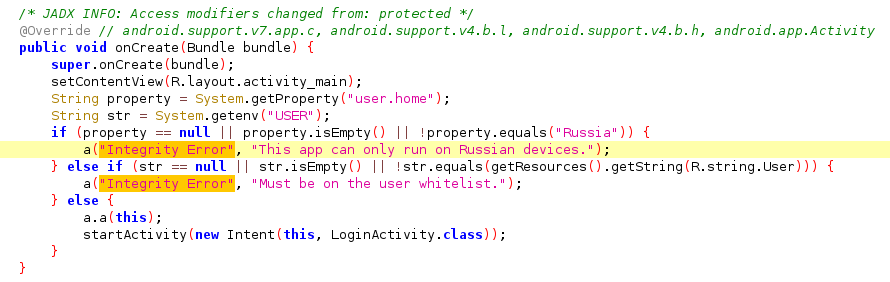 /* JADX INFO: Access modifiers changed from: protected */
@Override // android.support.v7.app.c, android.support.v4.b.l, android.support.v4.b.h, android.app.Activity
public void onCreate(Bundle bundle) {
    super.onCreate(bundle);
    setContentView(R.layout.activity_main);
    String property = System.getProperty("user.home");
    String str = System.getenv("USER");
    if (property == null || property.isEmpty() || !property.equals("Russia")) {
        a("Integrity Error", "This app can only run on Russian devices.");
    } else if (str == null || str.isEmpty() || !str.equals(getResources().getString(R.string.User))) {
        a("Integrity Error", "Must be on the user whitelist.");
    } else {
        a.a(this);
        startActivity(new Intent(this, LoginActivity.class));
    }
}